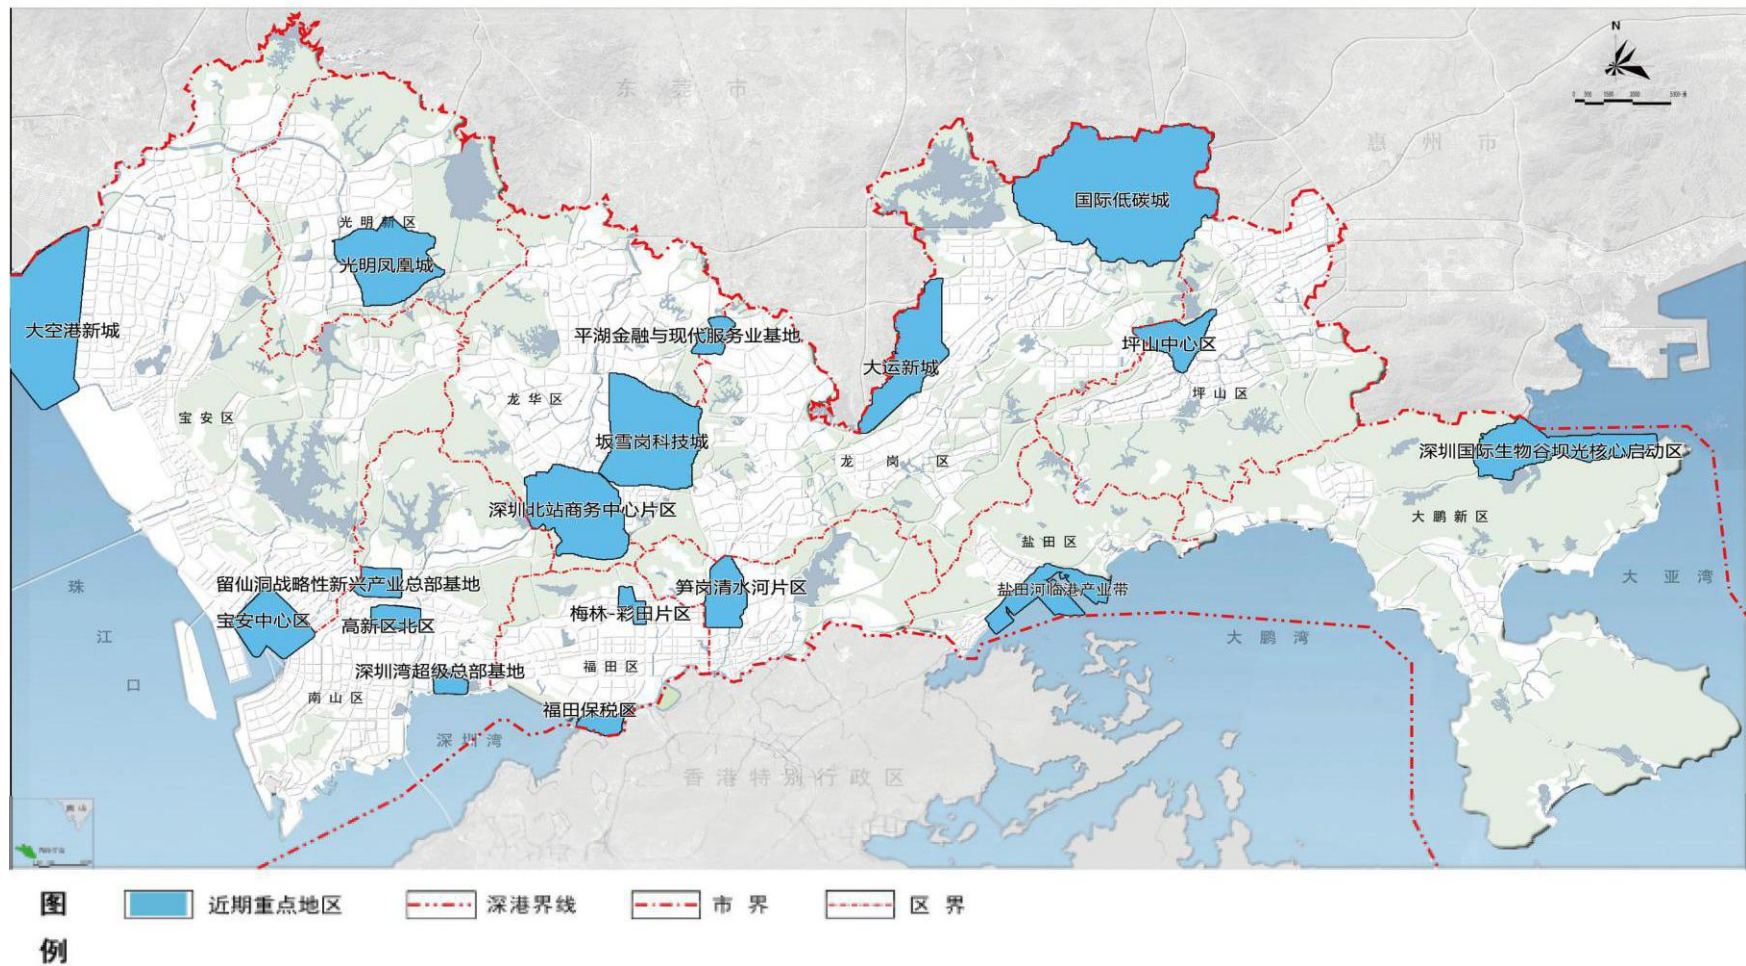 N
东莞市
惠州市
国际低碳城
光明新区
光明凤凰城
大空港新城
平湖金融与现代服务业基地
坪山中心区
大运新城
坪山区
龙华区
宝安区
坂雪岗科技城
深圳国际生物谷坝光核心启动区
龙岗区
深圳北站商务中心片区
大鹏新区
盐田区
大亚湾
留仙洞战略性新兴产业总部基地
笋岗清水河片区
盐田河临港产业带
珠江口
宝安中心区
高新区北区
梅林-彩田片区
大鹏湾
深圳湾超级总部基地
福田区
南山区
福田保税区
深圳湾
香港特别行政区
图例
近期重点地区
深港界线
市界
区界